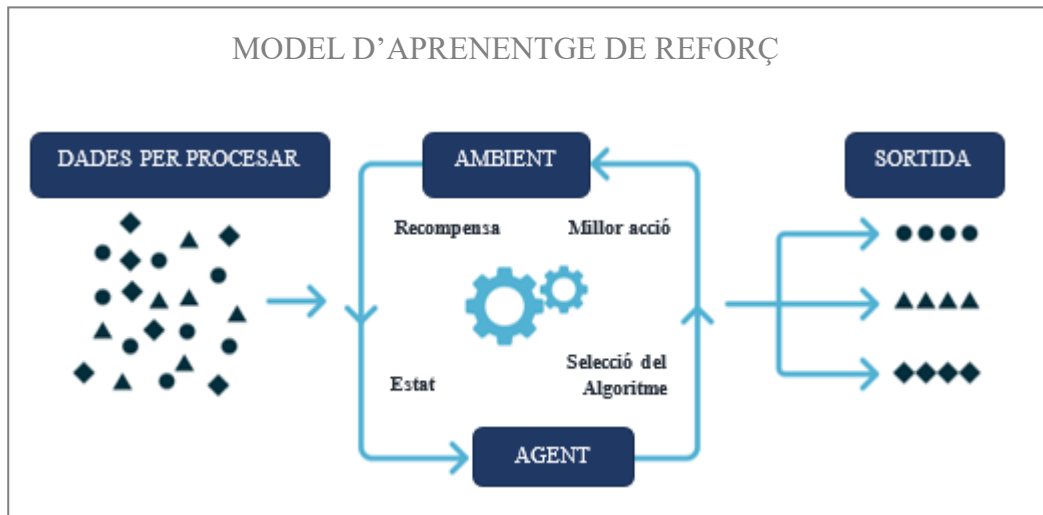 MODEL D’APRENENTGE DE REFORÇ
DADES PER PROCESAR
AMBIENT
SORTIDA
Recompensa
Millor acció
Estat
Selecció del
Algoritme
AGENT